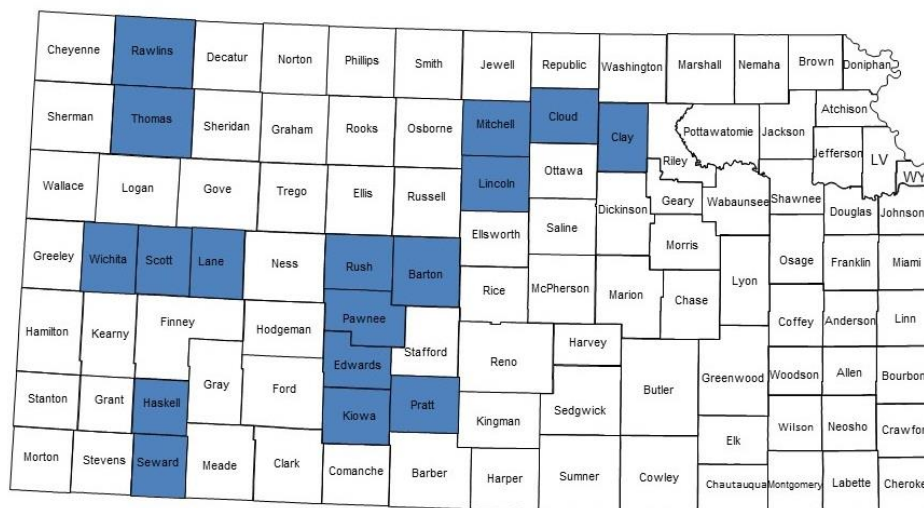 Cheyenne
Rawlins
Decatur
Norton
Phillips
Smith
Jewell
Republic
Washington
Marshall
Nemaha
Brown
Doniphan
Sherman
Thomas
Sheridan
Graham
Rooks
Osborne
Mitchell
Cloud
Clay
Riley
Pottawatomie
Jackson
Atchison
Jefferson
LV
WY
Wallace
Logan
Gove
Trego
Ellis
Russell
Lincoln
Ottawa
Dickinson
Geary
Wabaunsee
Shawnee
Douglas
Johnson
Greeley
Wichita
Scott
Lane
Ness
Rush
Barton
Ellsworth
Saline
Morris
Osage
Franklin
Miami
Rice
McPherson
Marion
Chase
Lyon
Hamilton
Kearny
Finney
Hodgeman
Pawnee
Stafford
Reno
Harvey
Coffey
Anderson
Linn
Stanton
Grant
Haskell
Gray
Ford
Edwards
Kiowa
Pratt
Kingman
Sedgwick
Butler
Greenwood
Woodson
Allen
Bourbon
Morton
Stevens
Seward
Meade
Clark
Comanche
Barber
Harper
Sumner
Cowley
Elk
Chautauqua
Wilson
Neosho
Crawford
Montgomery
Labette
Cheroke